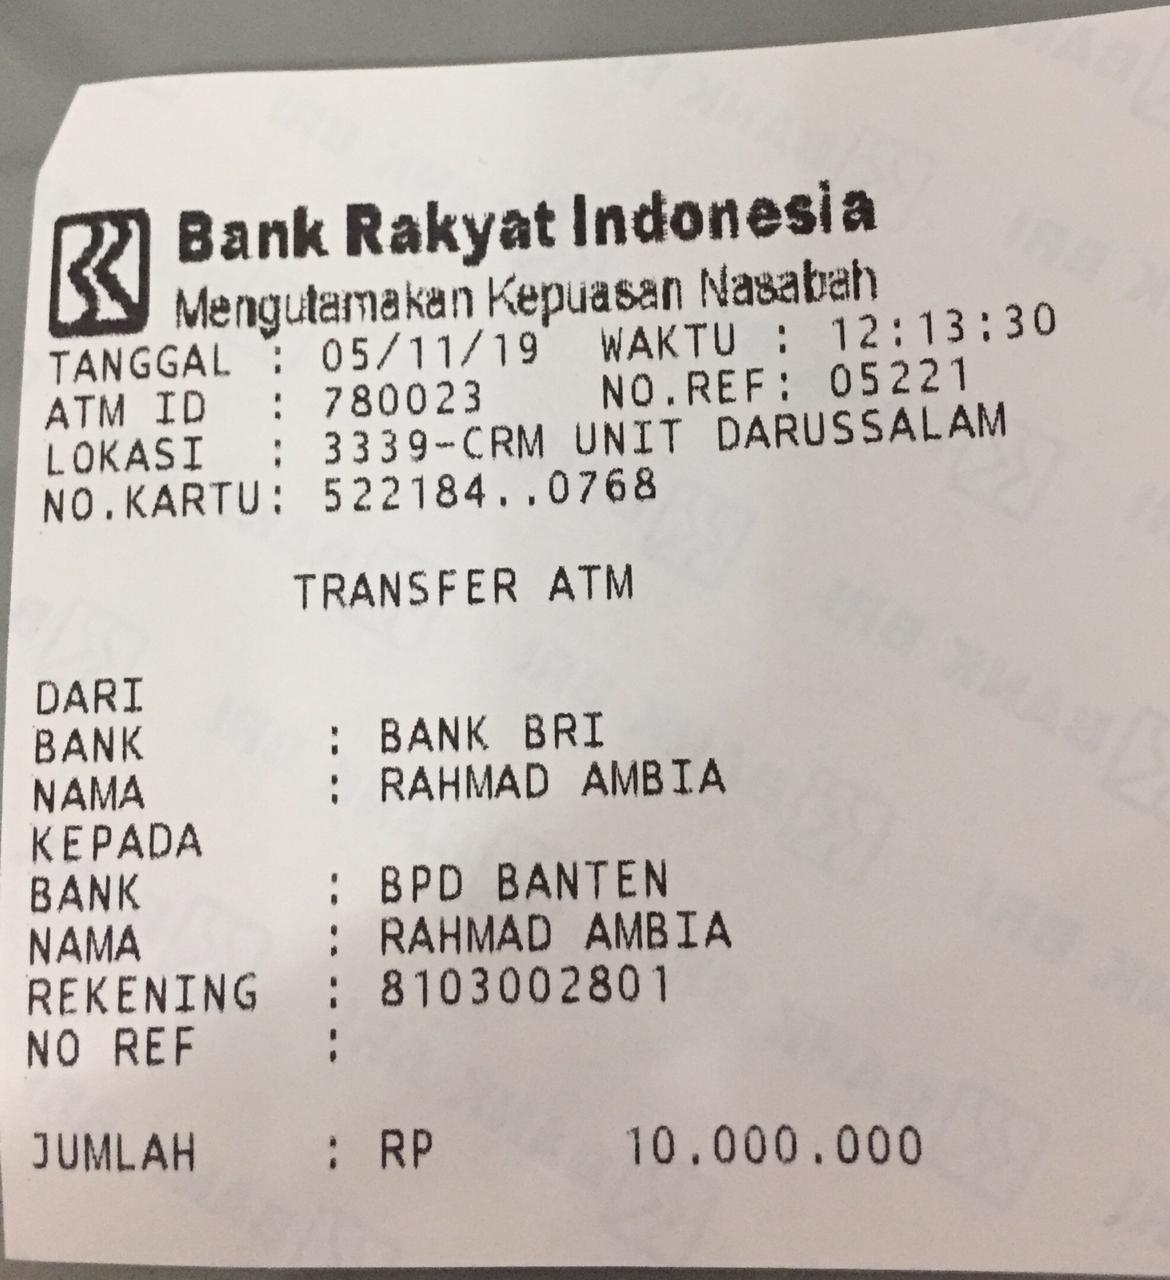 Bank Rakyat Indonesia
Mengutamakan Kepuasan Nasabah
TANGGAL : 05/11/19 WAKTU : 12:13:30
ATM ID : 780023 NO.REF: 05221
LOKASI : 3339-CRM UNIT DARUSSALAM
NO.KARTU: 522184..0768
TRANSFER ATM
DARI
BANK : BANK BRI
NAMA : RAHMAD AMBIA
KEPADA
BANK : BPD BANTEN
NAMA : RAHMAD AMBIA
REKENING : 8103002801
NO REF :
JUMLAH : RP 10.000.000